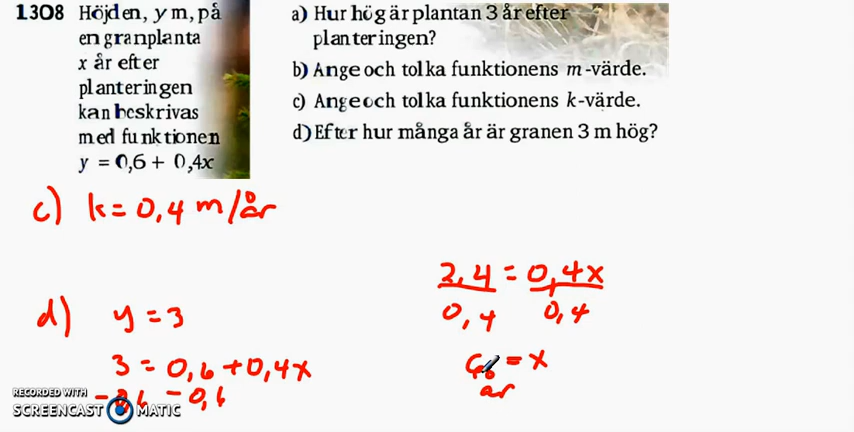 1308 Höjden, y m, på
en granplanta
x år efter
planteringen
kan beskrivas
med funktionen
y = 0,6 + 0,4x
a) Hur hög är plantan 3 år efter
planteringen?
b) Ange och tolka funktionens m-värde.
c) Ange och tolka funktionens k-värde.
d) Efter hur många år är granen 3 m hög?
c) k = 0,4 m/år
d) y = 3
3 = 0,6 + 0,4x
-0,6 -0,6
2,4 = 0,4x
0,4 0,4
6 = x
år
RECORDED WITH
SCREENCAST MATIC